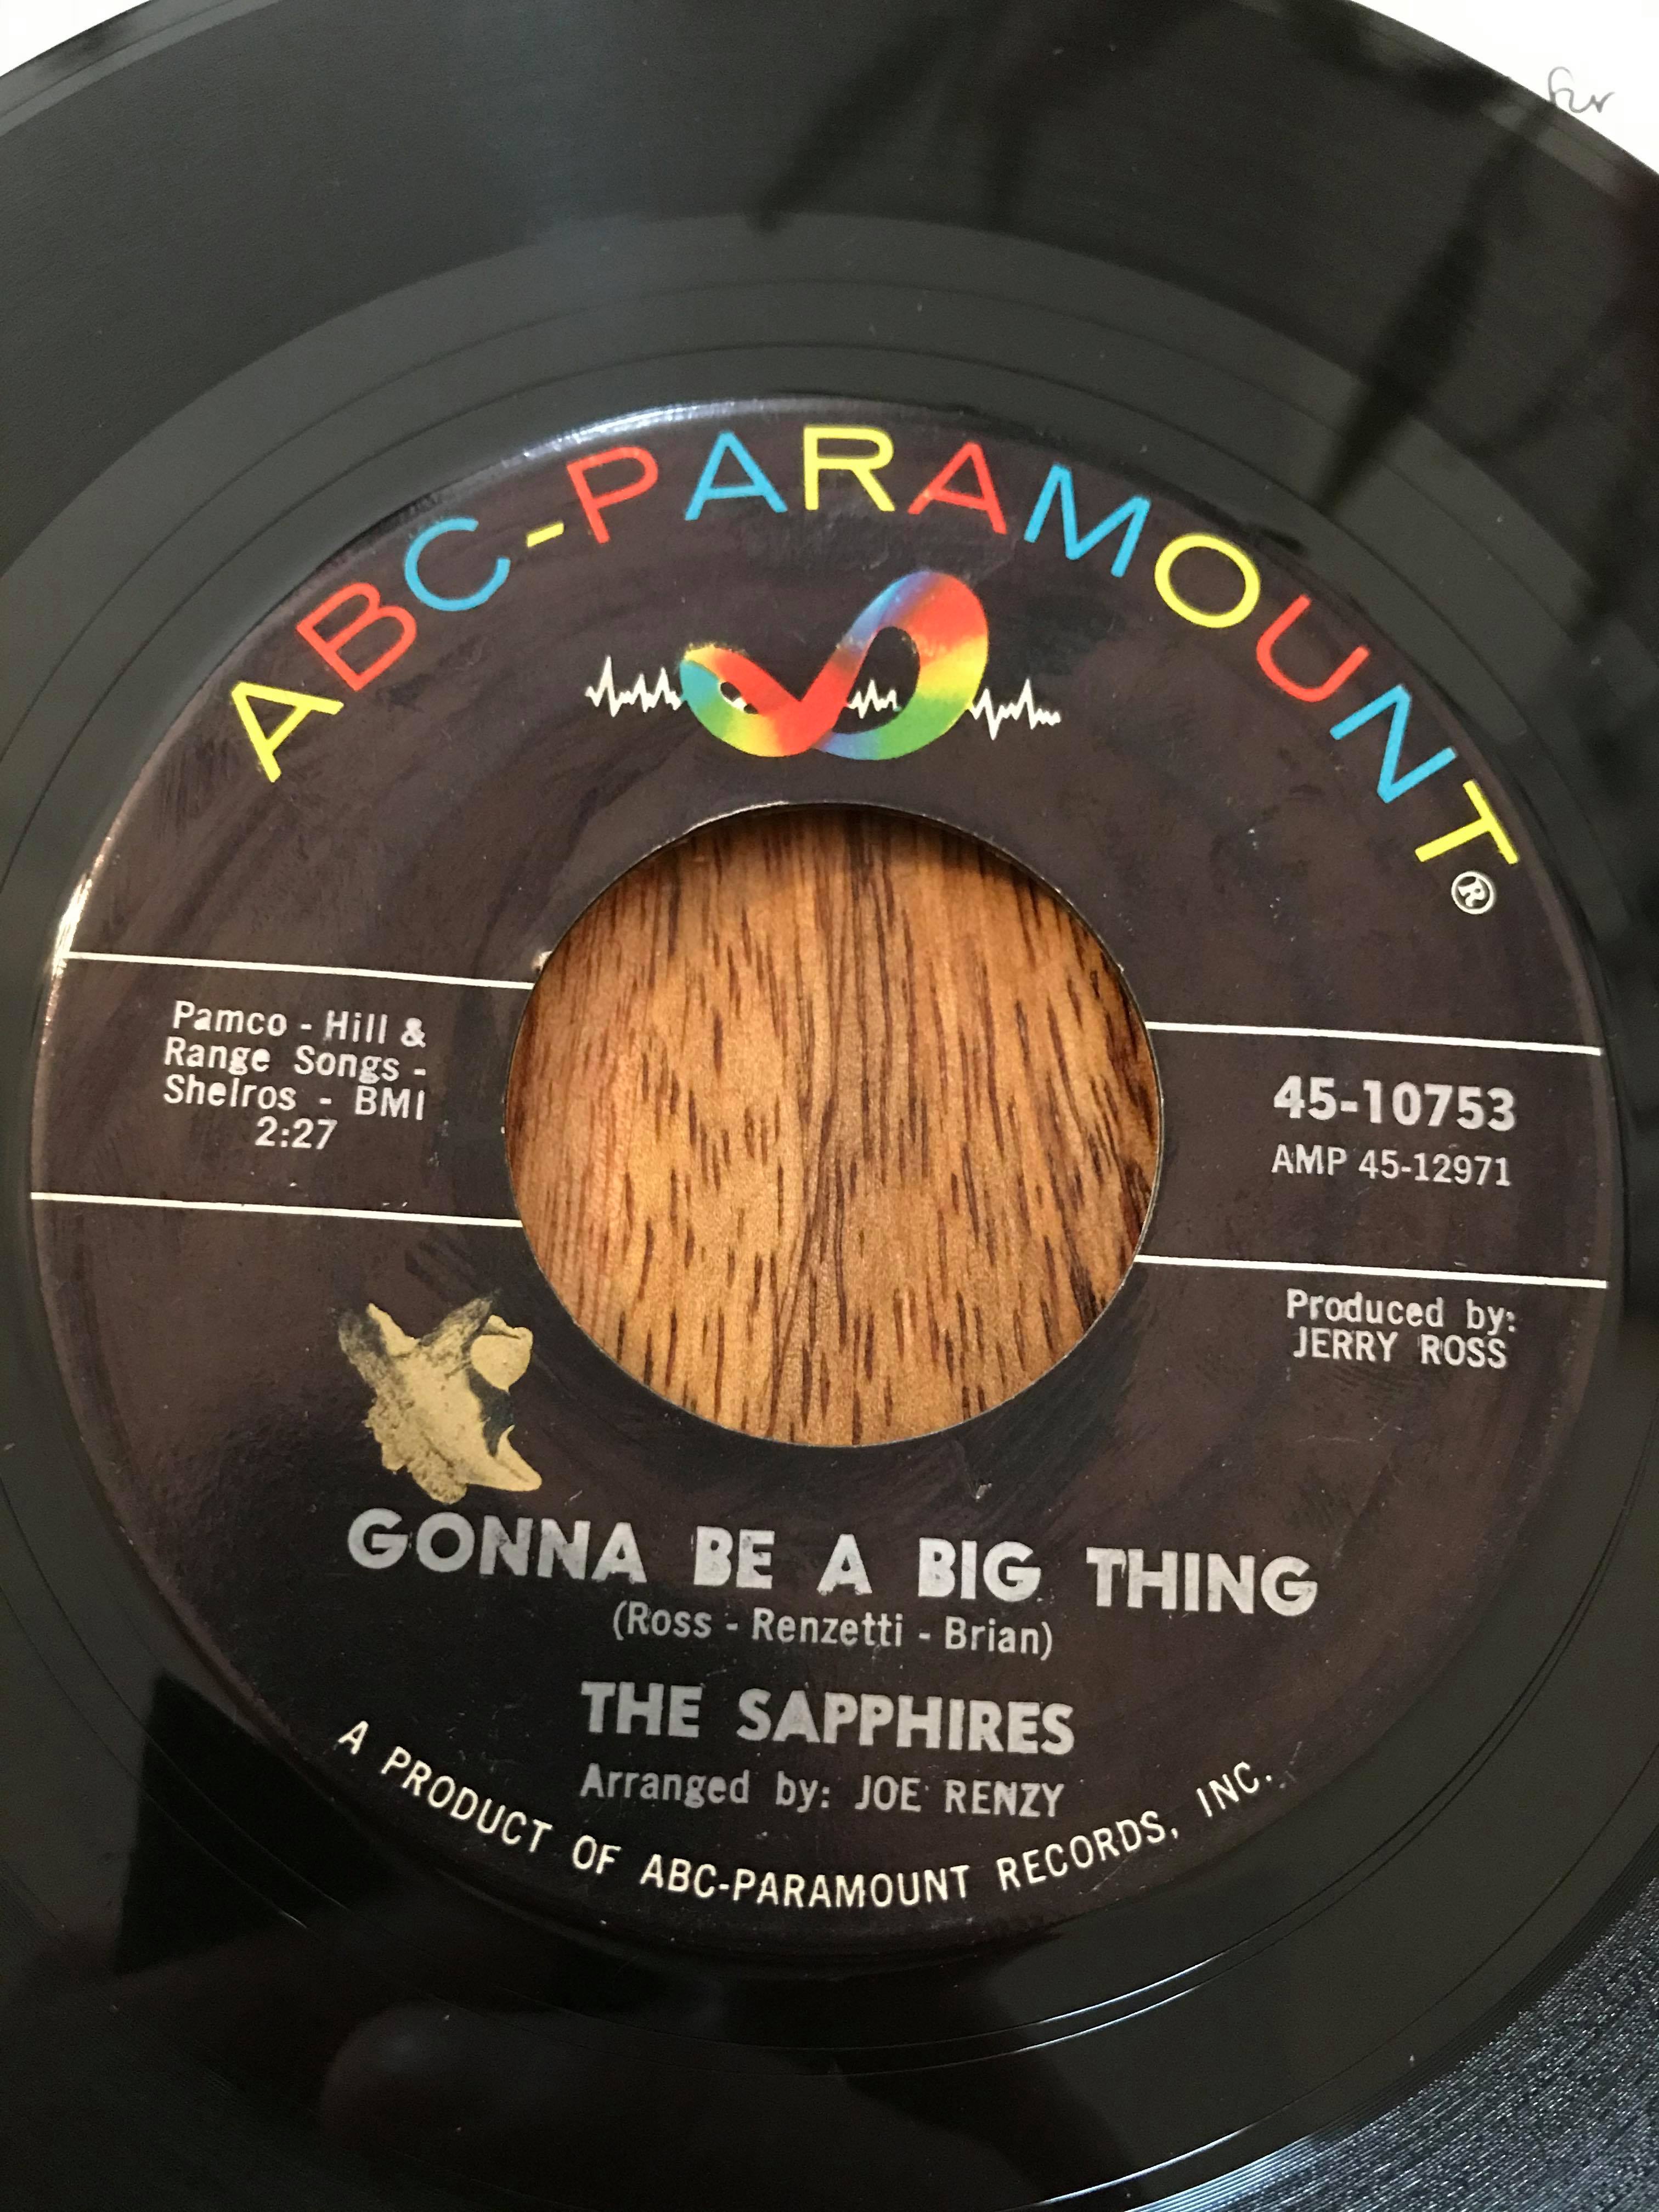 ABC-PARAMOUNT®
Pamco - Hill &
Range Songs -
Shelros - BMI
2:27
45-10753
AMP 45-12971
Produced by:
JERRY ROSS
GONNA BE A BIG THING
(Ross - Renzetti - Brian)
THE SAPPHIRES
Arranged by: JOE RENZY
A PRODUCT OF ABC-PARAMOUNT RECORDS, INC.